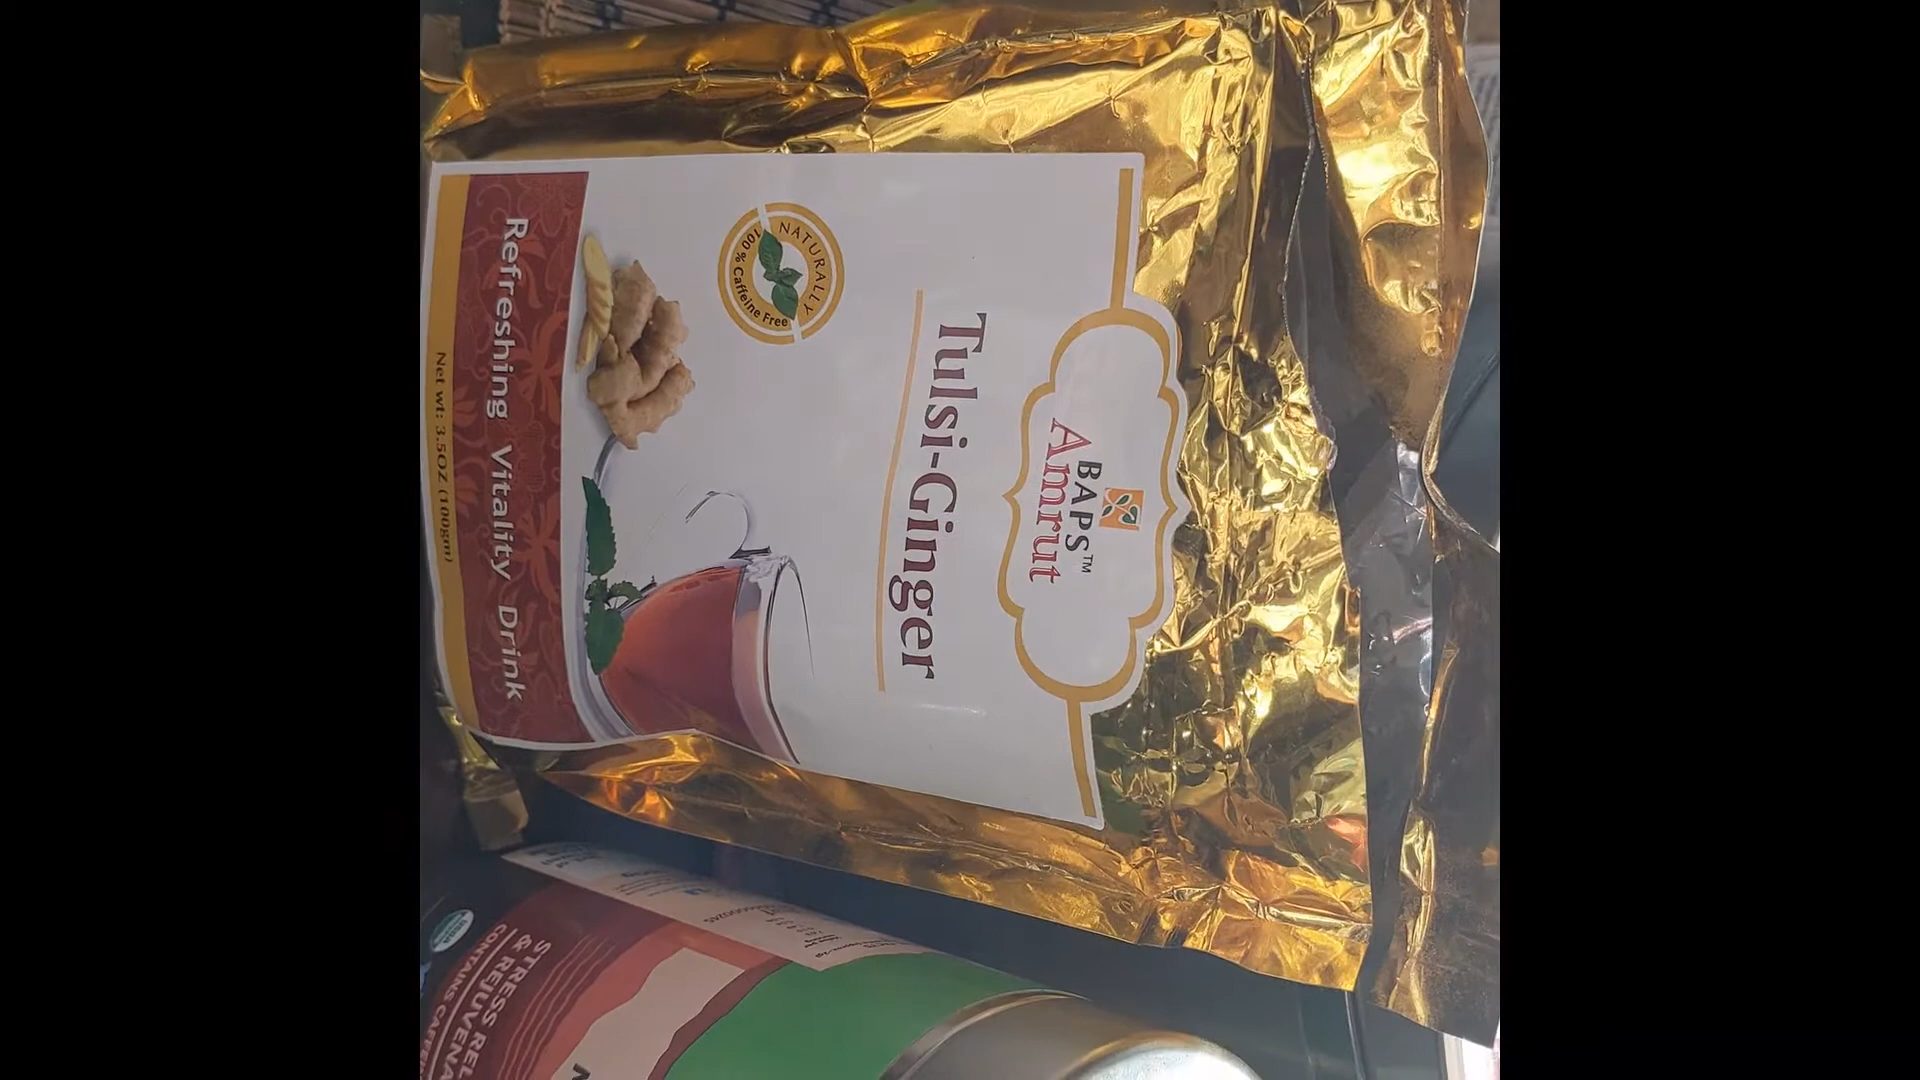 BAPS™
Amrut
Tulsi-Ginger
NATURALLY
100 % Caffeine Free
Refreshing Vitality Drink
Net wt: 3.5OZ (100gm)
USDA
STRESS REL
& REJUVENA
CONTAINS CAFFE